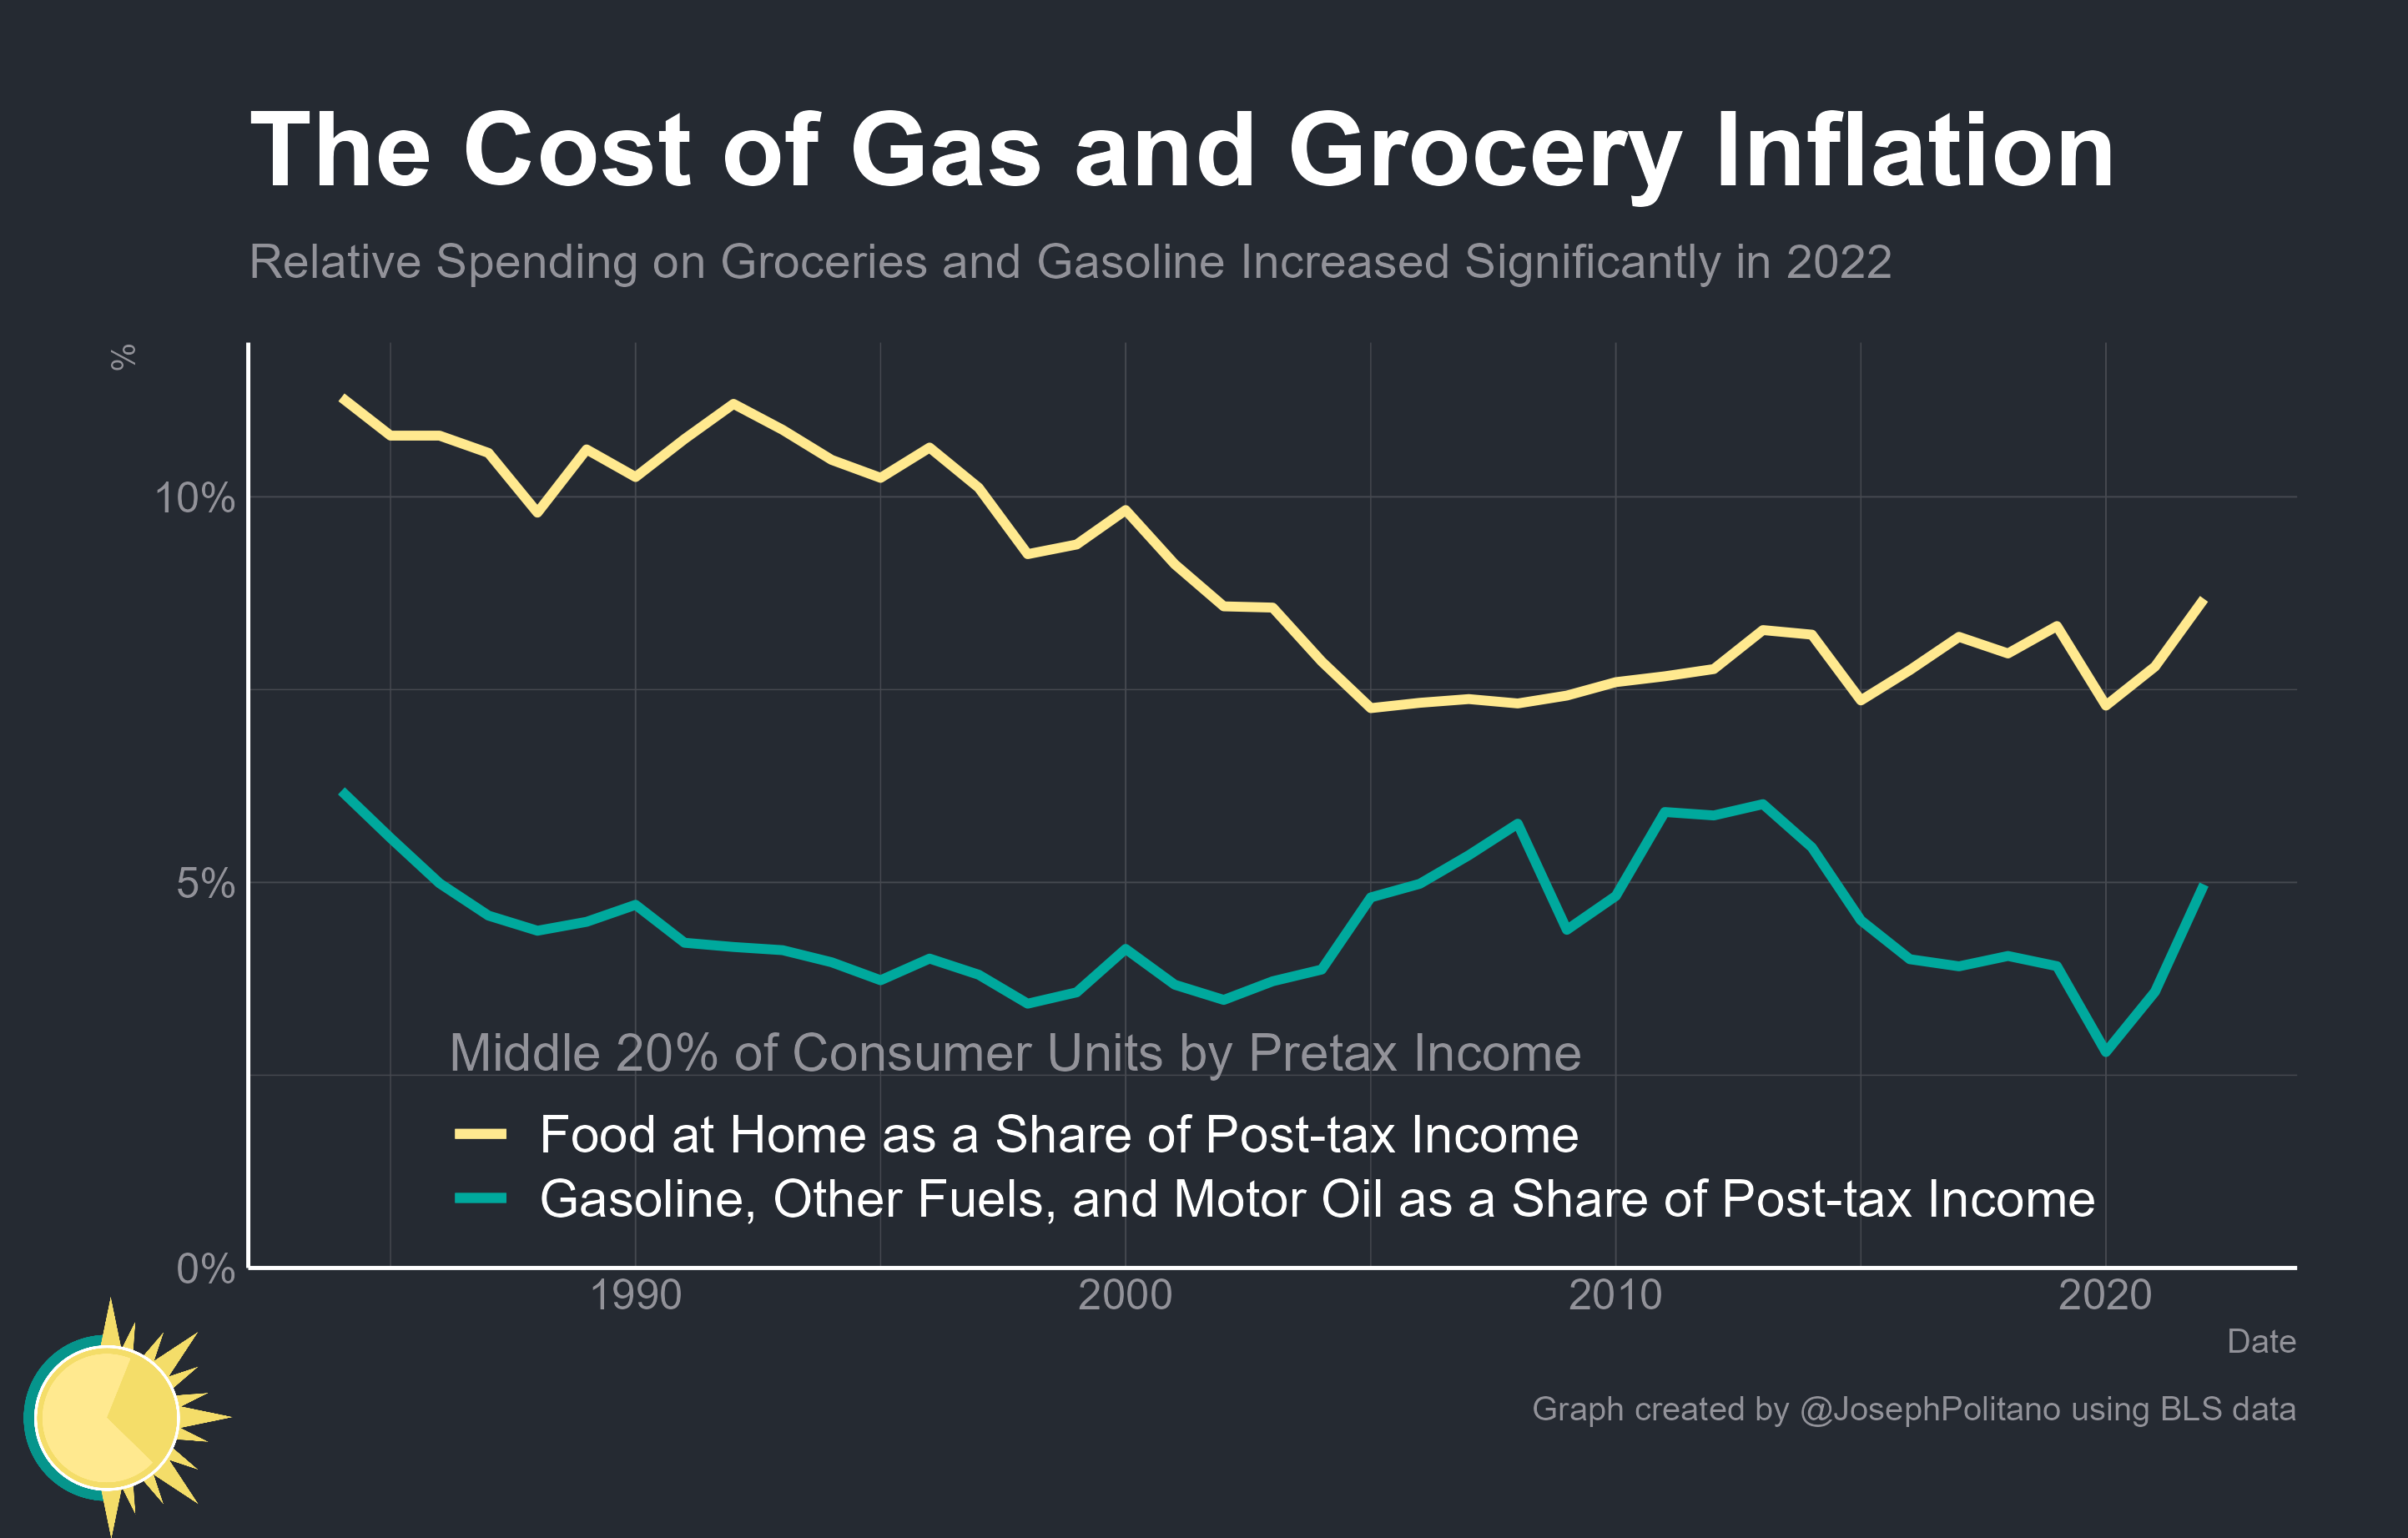 The Cost of Gas and Grocery Inflation
Relative Spending on Groceries and Gasoline Increased Significantly in 2022
%
10%
5%
Middle 20% of Consumer Units by Pretax Income
Food at Home as a Share of Post-tax Income
Gasoline, Other Fuels, and Motor Oil as a Share of Post-tax Income
0%
1990 2000 2010 2020
Date
Graph created by @JosephPolitano using BLS data